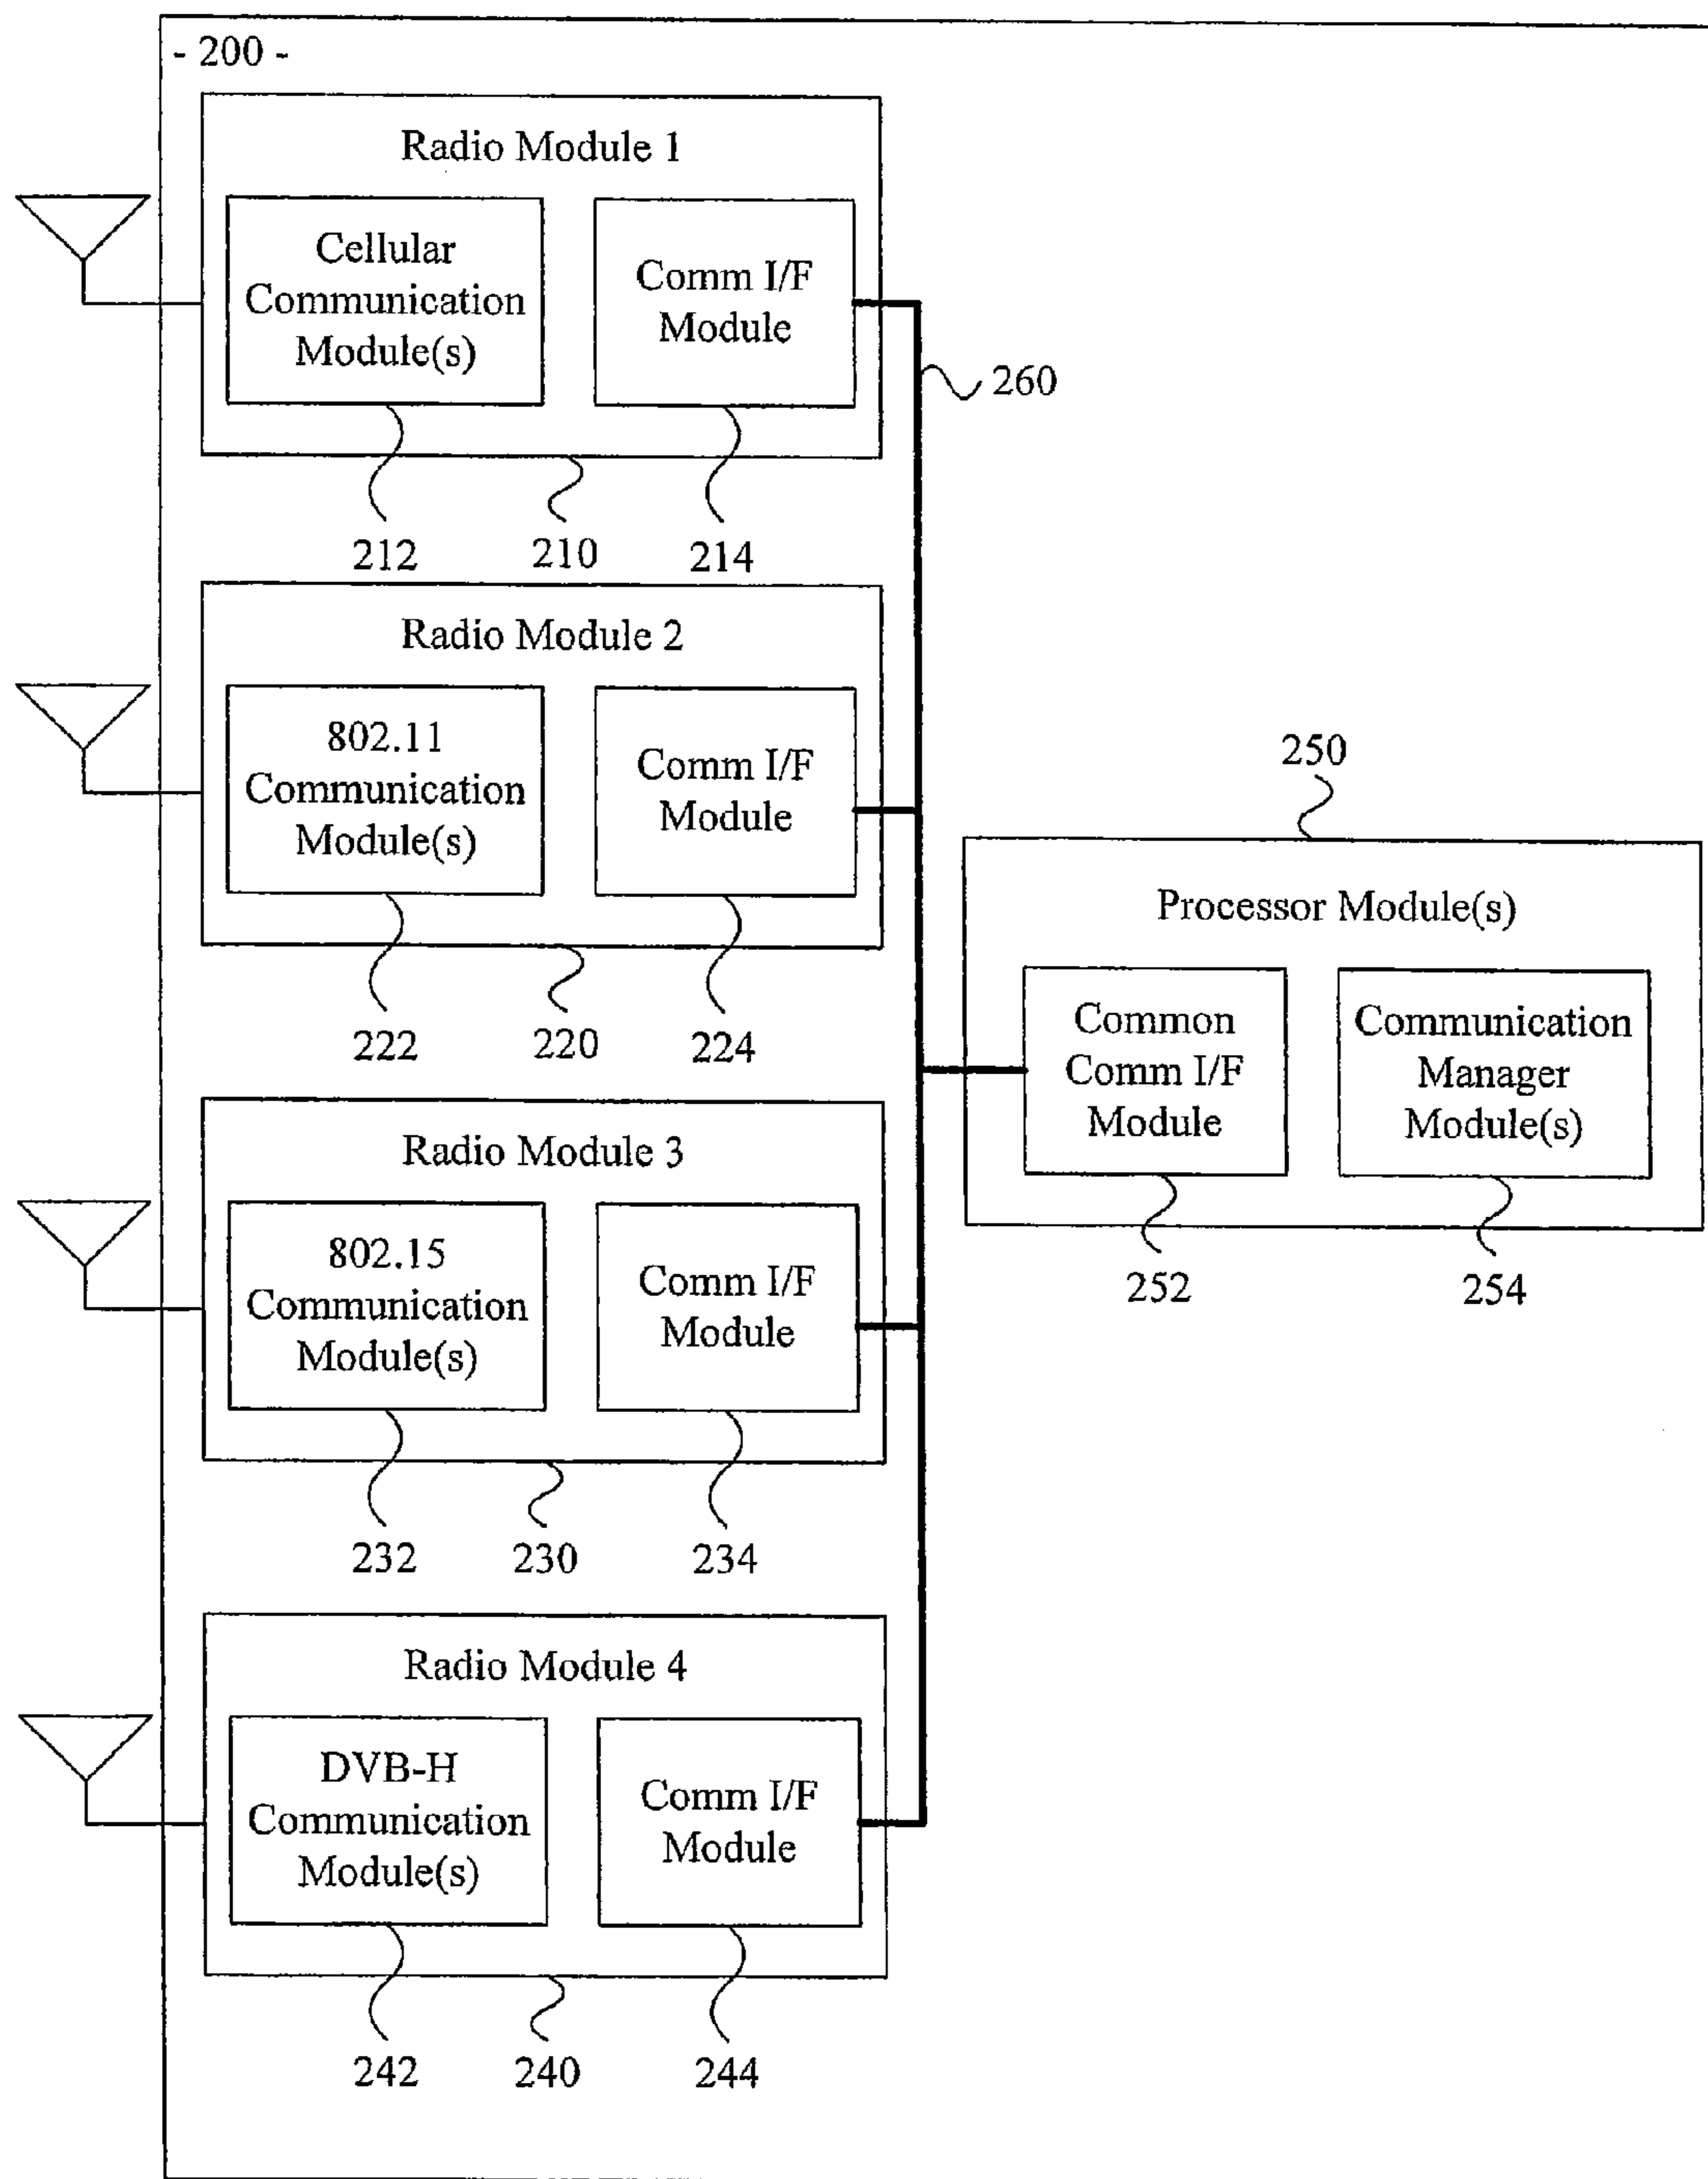 - 200 -
Radio Module 1
Cellular
Communication
Module(s)
Comm I/F
Module
260
212
210
214
Radio Module 2
802.11
Communication
Module(s)
Comm I/F
Module
222
220
224
250
Processor Module(s)
Common
Comm I/F
Module
Communication
Manager
Module(s)
252
254
Radio Module 3
802.15
Communication
Module(s)
Comm I/F
Module
232
230
234
Radio Module 4
DVB-H
Communication
Module(s)
Comm I/F
Module
242
240
244